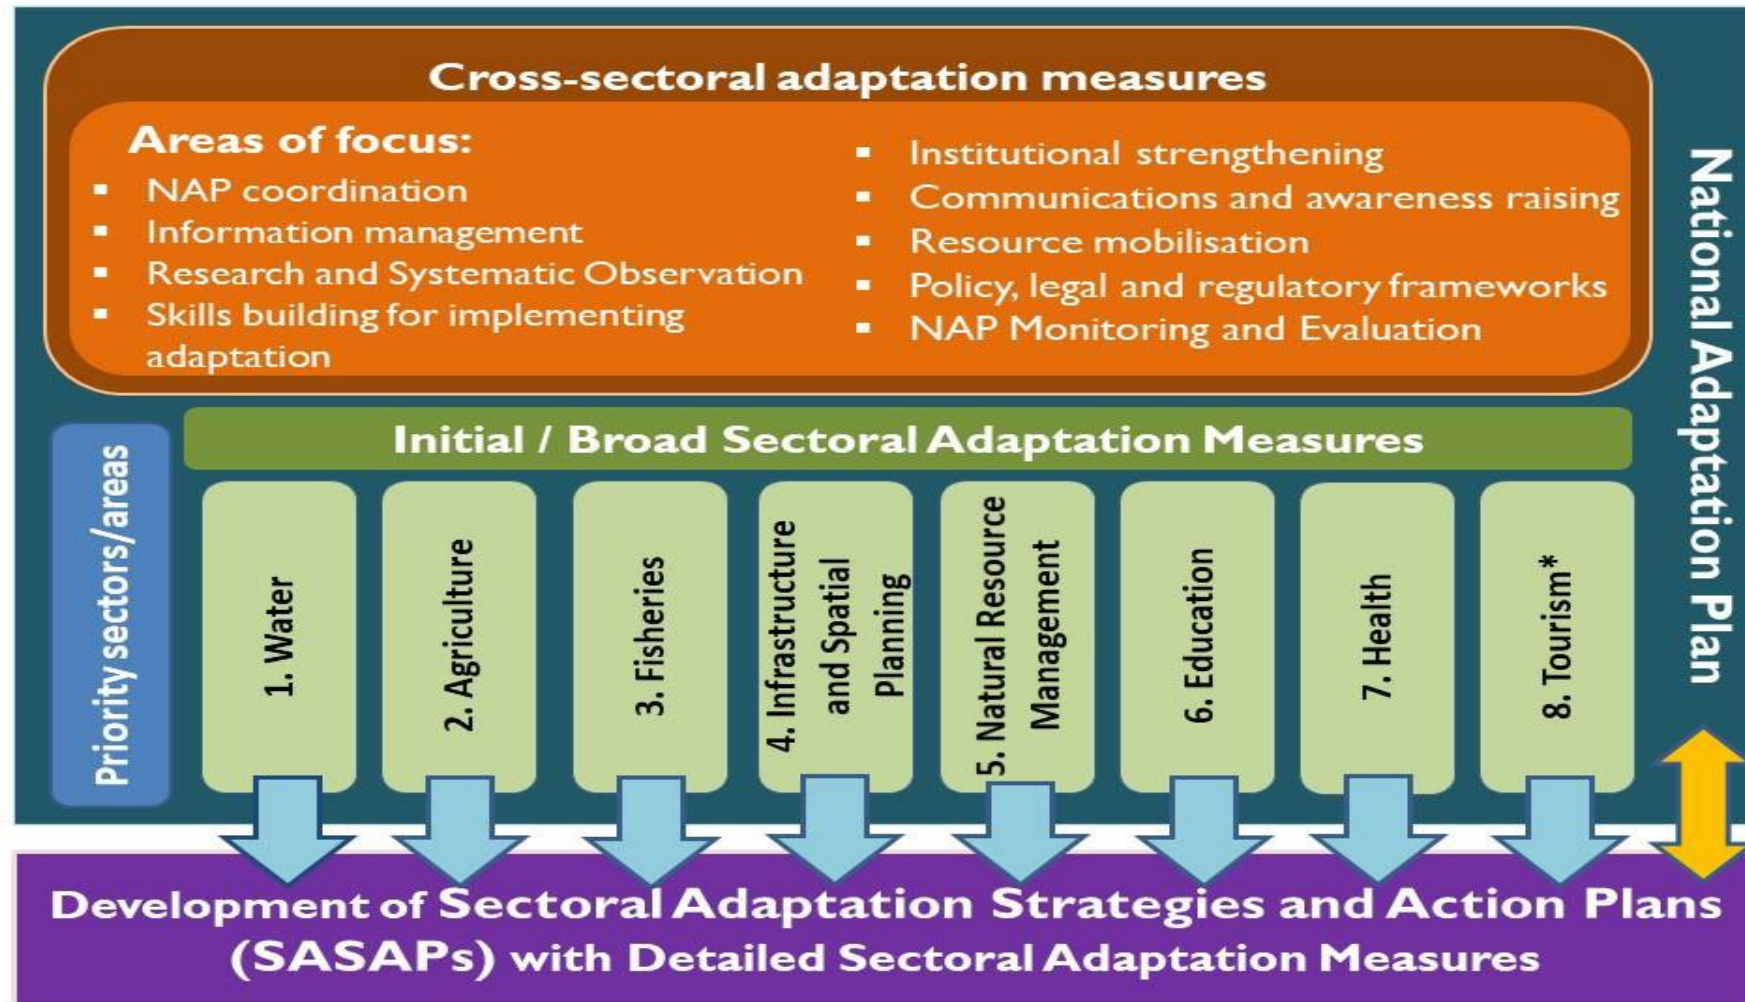 Cross-sectoral adaptation measures
Areas of focus:
▪ NAP coordination
▪ Information management
▪ Research and Systematic Observation
▪ Skills building for implementing
adaptation
▪ Institutional strengthening
▪ Communications and awareness raising
▪ Resource mobilisation
▪ Policy, legal and regulatory frameworks
▪ NAP Monitoring and Evaluation
National Adaptation Plan
Initial / Broad Sectoral Adaptation Measures
Priority sectors/areas
1. Water
2. Agriculture
3. Fisheries
4. Infrastructure
and Spatial
Planning
5. Natural Resource
Management
6. Education
7. Health
8. Tourism*
Development of Sectoral Adaptation Strategies and Action Plans
(SASAPs) with Detailed Sectoral Adaptation Measures